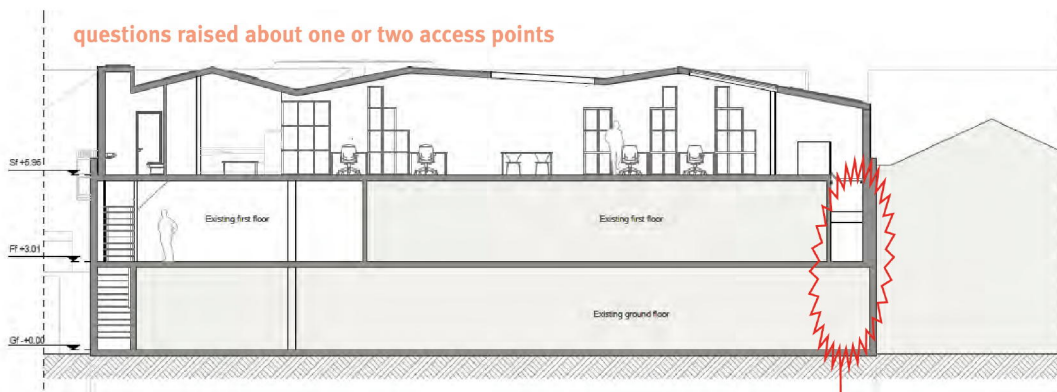 questions raised about one or two access points
Sf +5.96
Existing first floor
Existing first floor
Ff +3.01
Existing ground floor
Gf -+0.00